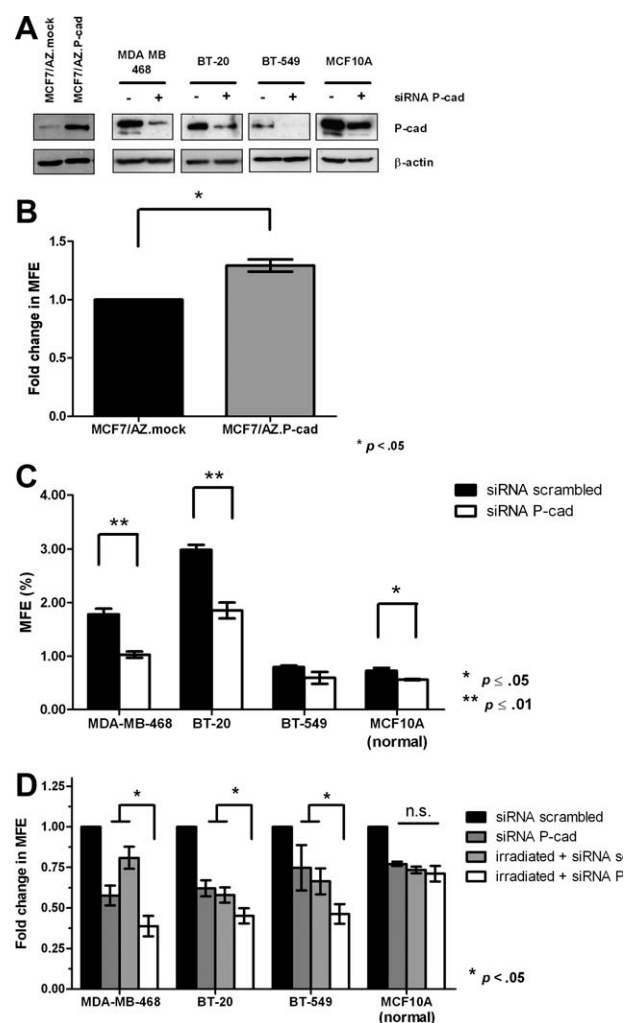 A
MCF7/AZ.mock
MCF7/AZ.P-cad
MDA MB
468
BT-20
BT-549
MCF10A
- + - + - + - + siRNA P-cad
P-cad
β-actin
B
*
Fold change in MFE
1.5
1.0
0.5
0.0
MCF7/AZ.mock
MCF7/AZ.P-cad
* p < .05
C
MFE (%)
4.00
3.00
2.00
1.00
0.00
**
**
*
siRNA scrambled
siRNA P-cad
* p ≤ .05
** p ≤ .01
MDA-MB-468
BT-20
BT-549
MCF10A
(normal)
D
Fold change in MFE
1.25
1.00
0.75
0.50
0.25
0.00
*
*
*
n.s.
siRNA scrambled
siRNA P-cad
irradiated + siRNA s
irradiated + siRNA P
* p < .05
MDA-MB-468
BT-20
BT-549
MCF10A
(normal)